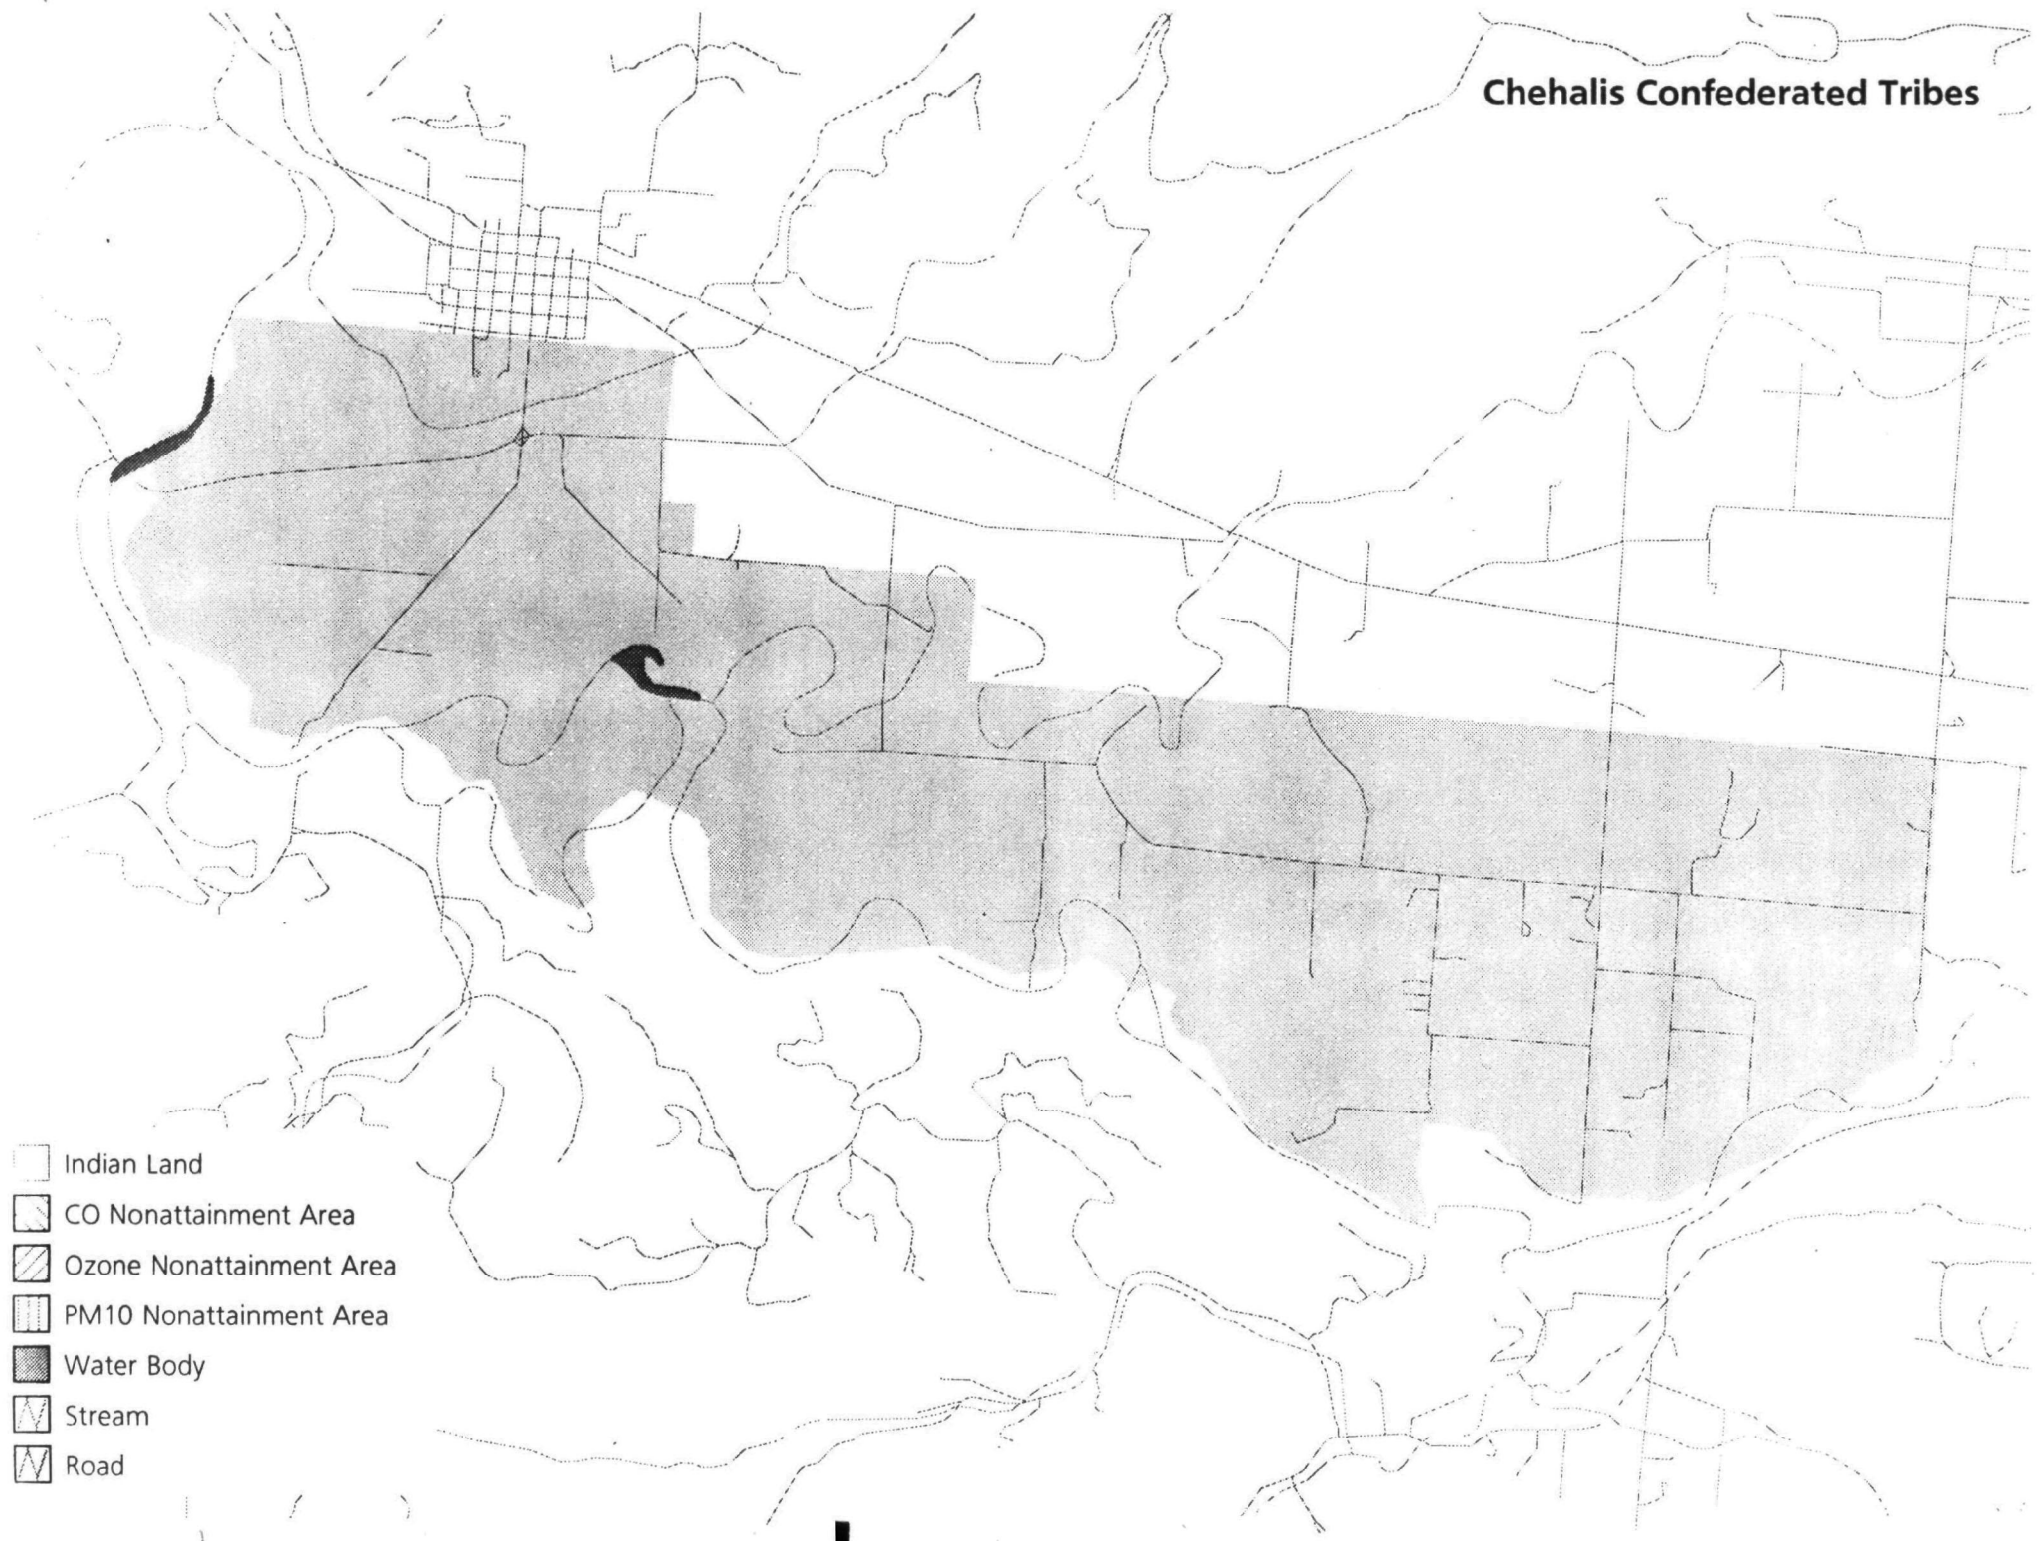 Chehalis Confederated Tribes
Indian Land
CO Nonattainment Area
Ozone Nonattainment Area
PM10 Nonattainment Area
Water Body
Stream
Road